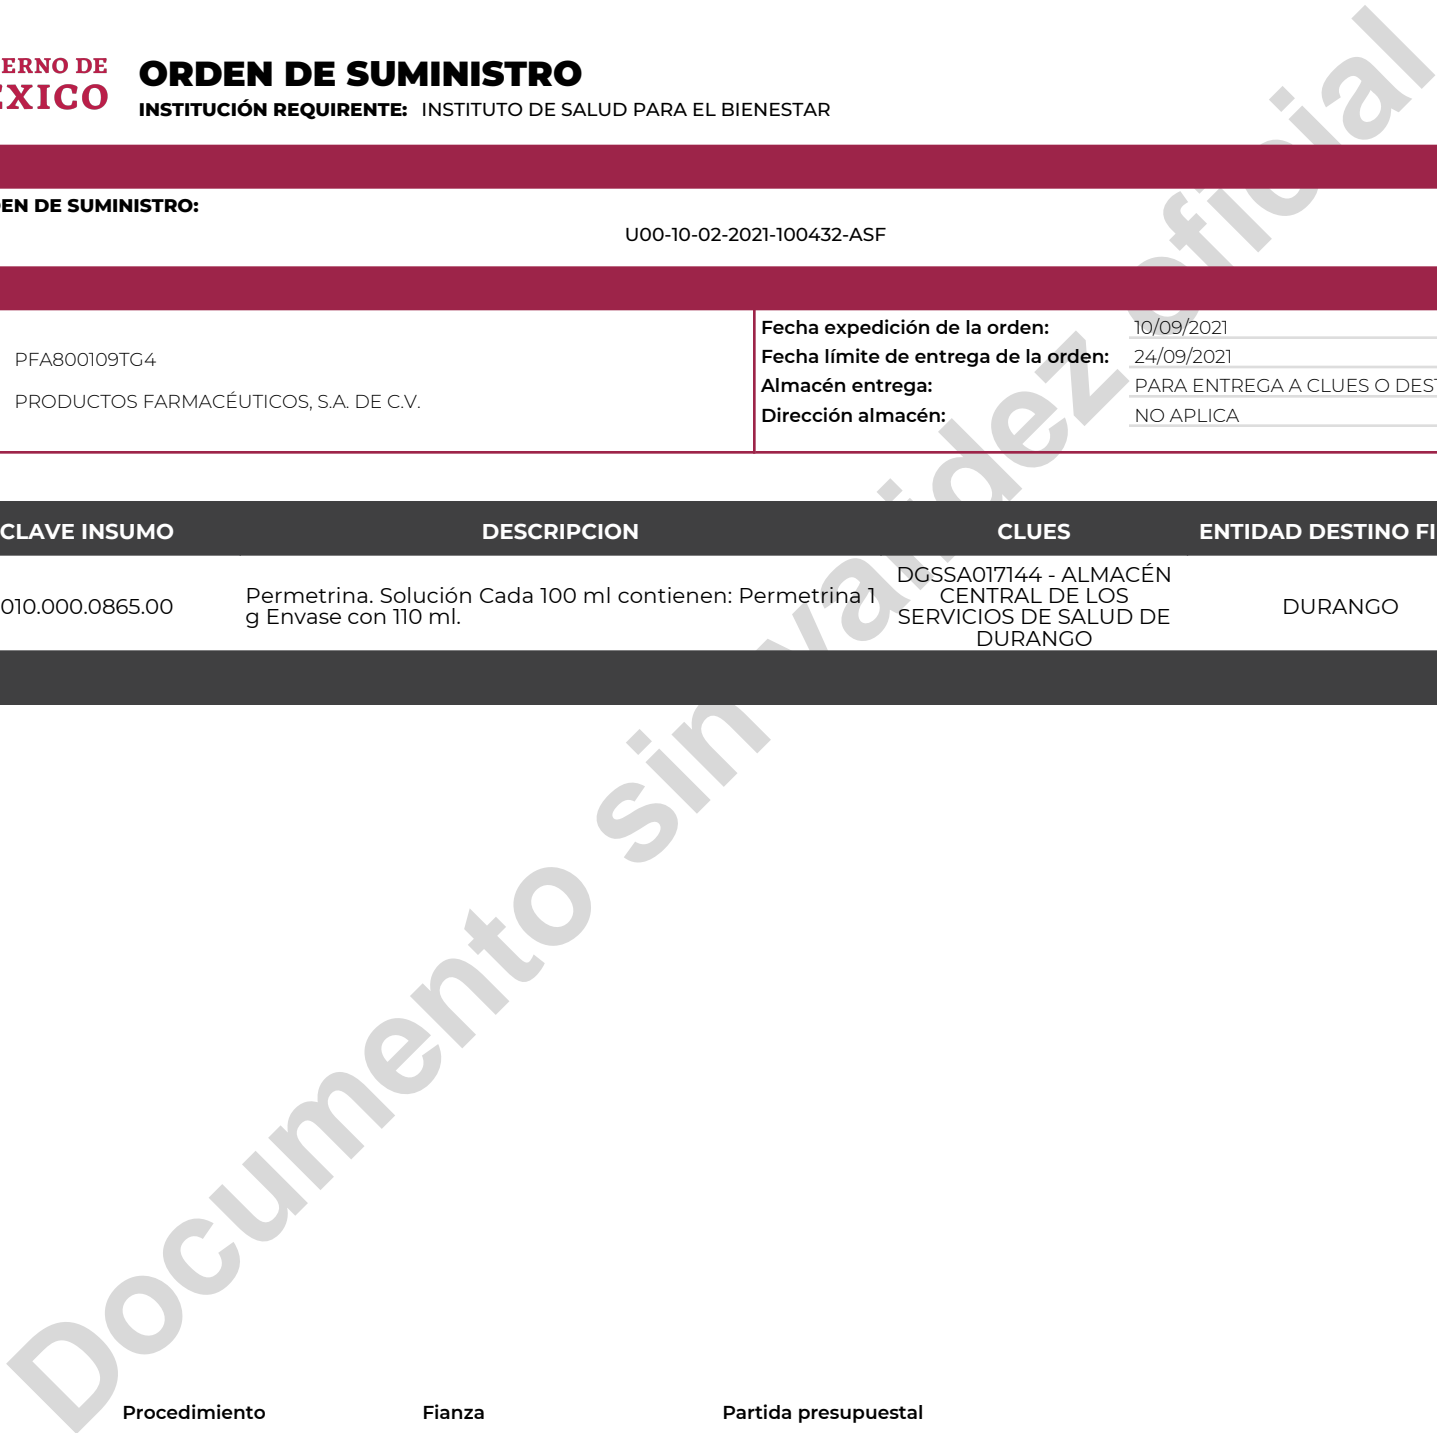 ERNO DE
EXICO
ORDEN DE SUMINISTRO
INSTITUCIÓN REQUIRENTE: INSTITUTO DE SALUD PARA EL BIENESTAR
EN DE SUMINISTRO:
U00-10-02-2021-100432-ASF
PFA800109TG4
PRODUCTOS FARMACÉUTICOS, S.A. DE C.V.
Fecha expedición de la orden: 10/09/2021
Fecha límite de entrega de la orden: 24/09/2021
Almacén entrega: PARA ENTREGA A CLUES O DEST
Dirección almacén: NO APLICA
CLAVE INSUMO DESCRIPCION CLUES ENTIDAD DESTINO FI
010.000.0865.00
Permetrina. Solución Cada 100 ml contienen: Permetrina 1
g Envase con 110 ml.
DGSSA017144 - ALMACÉN
CENTRAL DE LOS
SERVICIOS DE SALUD DE
DURANGO
DURANGO
Documento sin validez oficial
Procedimiento Fianza Partida presupuestal